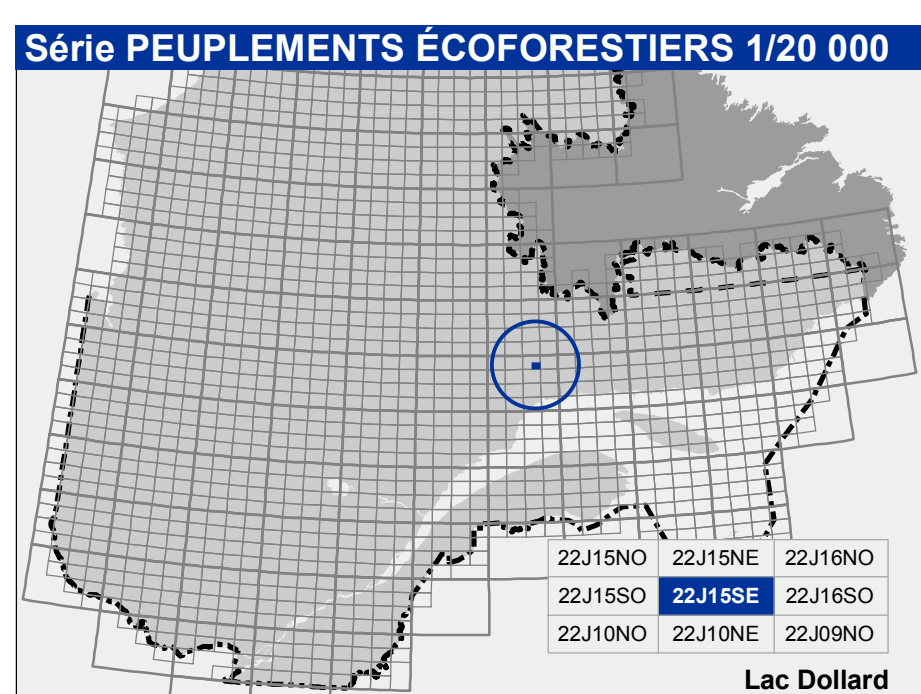 Série PEUPLEMENTS ÉCOFORESTIERS 1/20 000
22J15NO 22J15NE 22J16NO
22J15SO 22J15SE 22J16SO
22J10NO 22J10NE 22J09NO
Lac Dollard